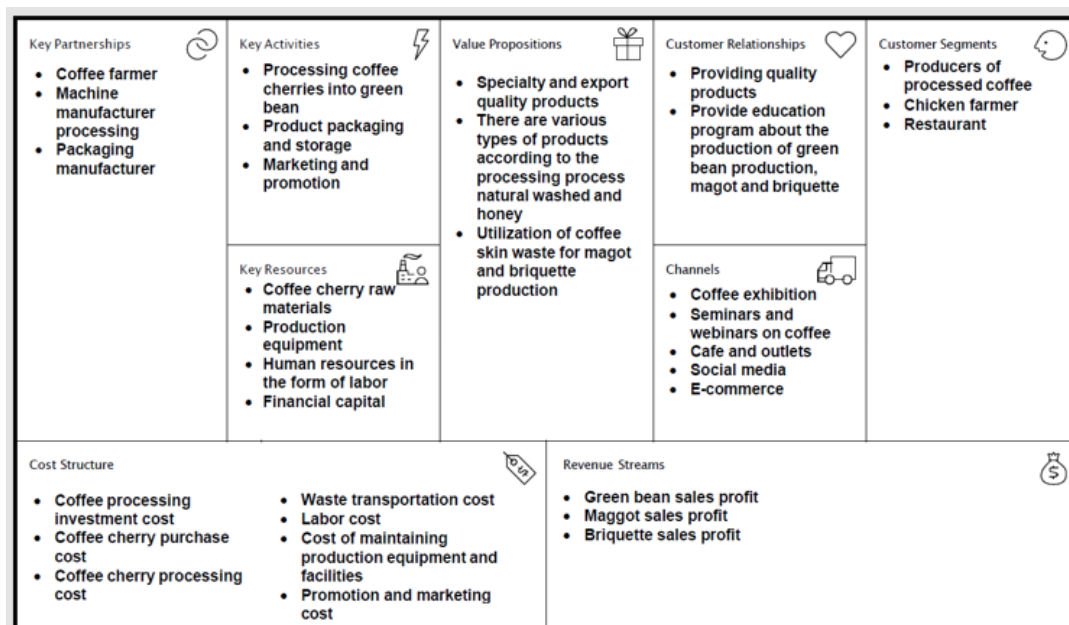 Key Partnerships
• Coffee farmer
• Machine
manufacturer
processing
• Packaging
manufacturer
Key Activities
• Processing coffee
cherries into green
bean
• Product packaging
and storage
• Marketing and
promotion
Key Resources
• Coffee cherry raw
materials
• Production
equipment
• Human resources in
the form of labor
• Financial capital
Value Propositions
• Specialty and export
quality products
• There are various
types of products
according to the
processing process
natural washed and
honey
• Utilization of coffee
skin waste for magot
and briquette
production
Customer Relationships
• Providing quality
products
• Provide education
program about the
production of green
bean production,
magot and briquette
Channels
• Coffee exhibition
• Seminars and
webinars on coffee
• Cafe and outlets
• Social media
• E-commerce
Customer Segments
• Producers of
processed coffee
• Chicken farmer
• Restaurant
Cost Structure
• Coffee processing
investment cost
• Coffee cherry purchase
cost
• Coffee cherry processing
cost
• Waste transportation cost
• Labor cost
• Cost of maintaining
production equipment and
facilities
• Promotion and marketing
cost
Revenue Streams
• Green bean sales profit
• Maggot sales profit
• Briquette sales profit